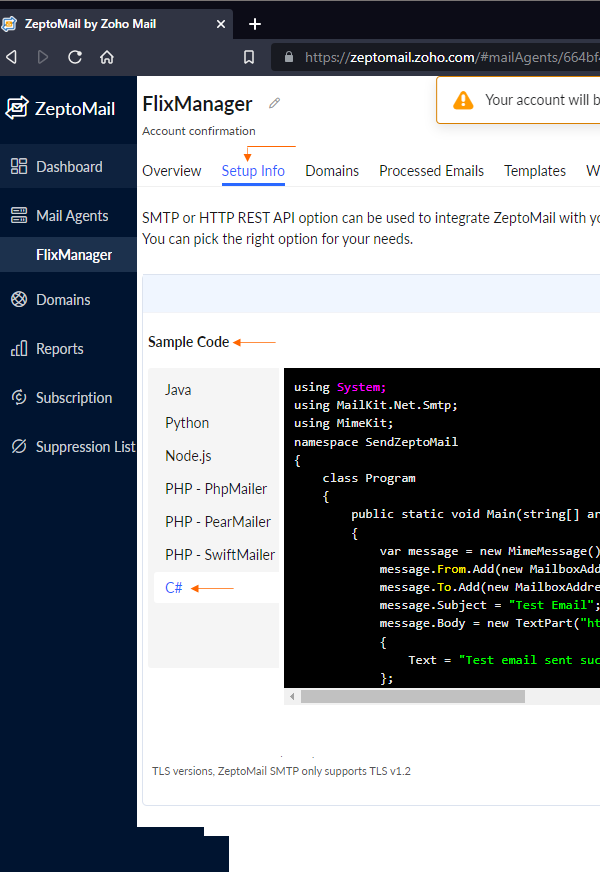 ZeptoMail by Zoho Mail
https://zeptomail.zoho.com/#mailAgents/664bf
ZeptoMail
FlixManager
Account confirmation
Your account will b
Overview Setup Info Domains Processed Emails Templates W
Dashboard
Mail Agents
FlixManager
Domains
Reports
Subscription
Suppression List
SMTP or HTTP REST API option can be used to integrate ZeptoMail with yo
You can pick the right option for your needs.
Sample Code
Java
Python
Node.js
PHP - PhpMailer
PHP - PearMailer
PHP - SwiftMailer
C#
using System;
using MailKit.Net.Smtp;
using MimeKit;
namespace SendZeptoMail
{
class Program
{
public static void Main(string[] ar
{
var message = new MimeMessage()
message.From.Add(new MailboxAdd
message.To.Add(new MailboxAddre
message.Subject = "Test Email";
message.Body = new TextPart("ht
{
Text = "Test email sent suc
};
TLS versions, ZeptoMail SMTP only supports TLS v1.2